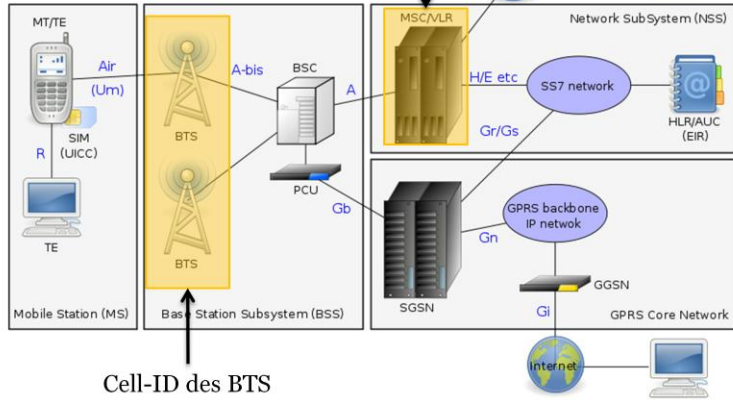 MT/TE
MSC/VLR
Network SubSystem (NSS)
Air
(Um)
A-bis
BSC
A
H/E etc
SS7 network
BTS
SIM
(UICC)
HLR/AUC
(EIR)
R
Gr/Gs
PCU
Gb
GPRS backbone
IP netwok
TE
Gn
BTS
GGSN
SGSN
Gi
Mobile Station (MS)
Base Station Subsystem (BSS)
GPRS Core Network
Internet
Cell-ID des BTS